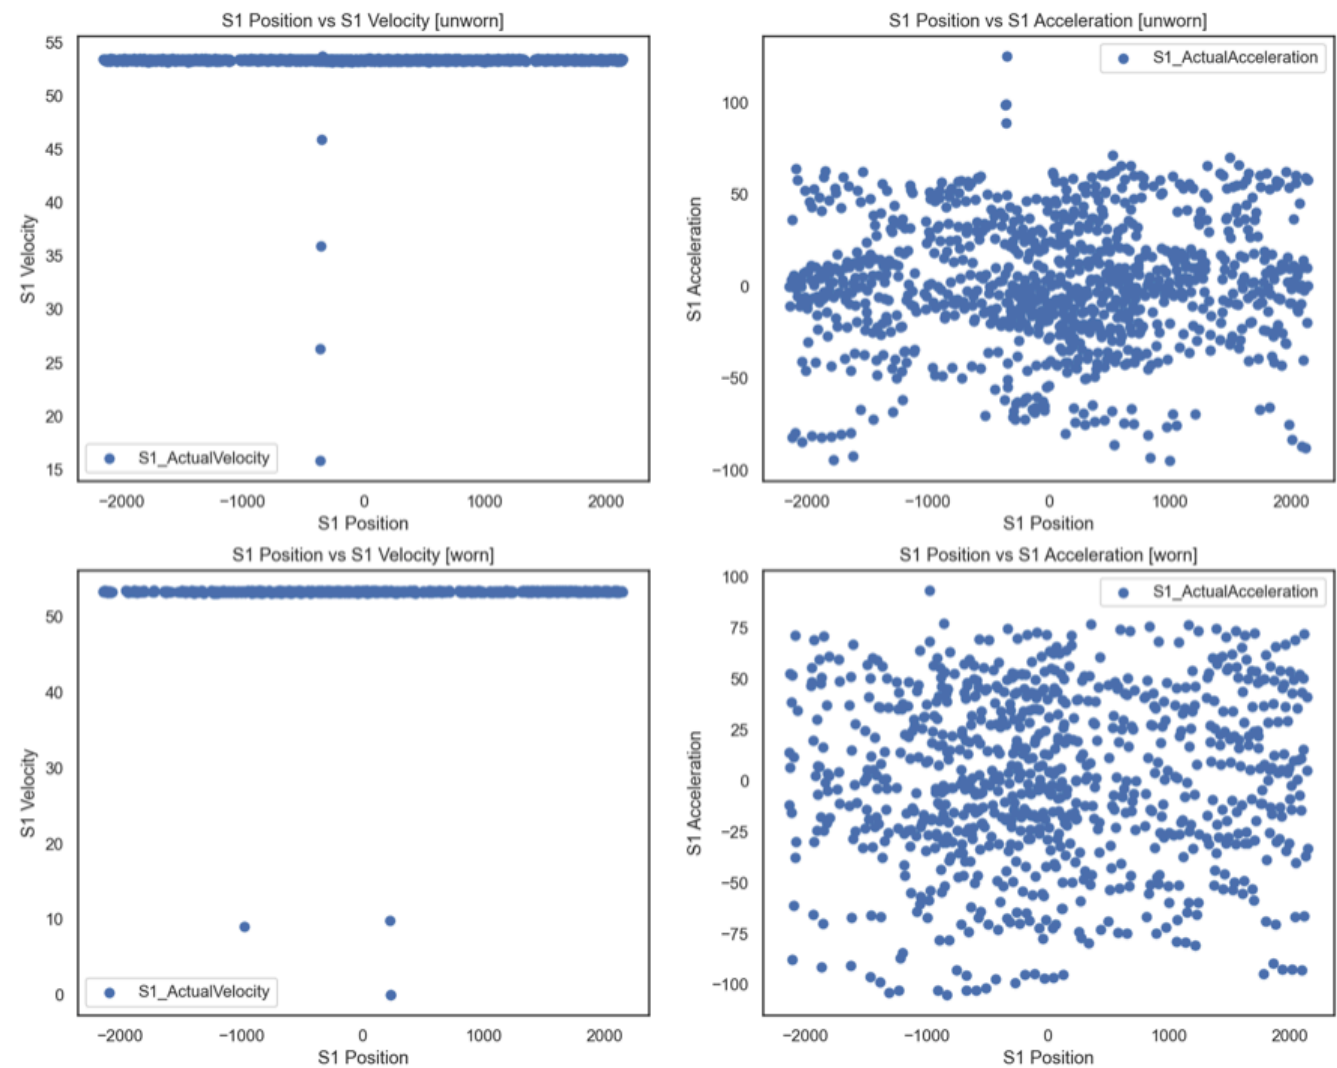 S1 Position vs S1 Velocity [unworn]
55
50
45
40
35
30
25
20
15
S1 Velocity
S1_ActualVelocity
−2000 −1000 0 1000 2000
S1 Position
S1 Position vs S1 Acceleration [unworn]
S1_ActualAcceleration
100
50
0
−50
−100
S1 Acceleration
−2000 −1000 0 1000 2000
S1 Position
S1 Position vs S1 Velocity [worn]
50
40
30
20
10
0
S1 Velocity
S1_ActualVelocity
−2000 −1000 0 1000 2000
S1 Position
S1 Position vs S1 Acceleration [worn]
S1_ActualAcceleration
100
75
50
25
0
−25
−50
−75
−100
S1 Acceleration
−2000 −1000 0 1000 2000
S1 Position